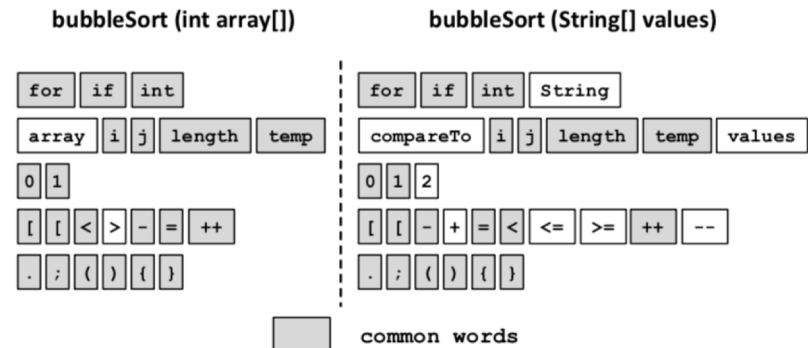 bubbleSort (int array[]) bubbleSort (String[] values)
for if int for if int String
array i j length temp compareTo i j length temp values
0 1 0 1 2
[ [ < > - = ++ [ [ - + = < <= >= ++ --
. ; ( ) { } . ; ( ) { }
common words